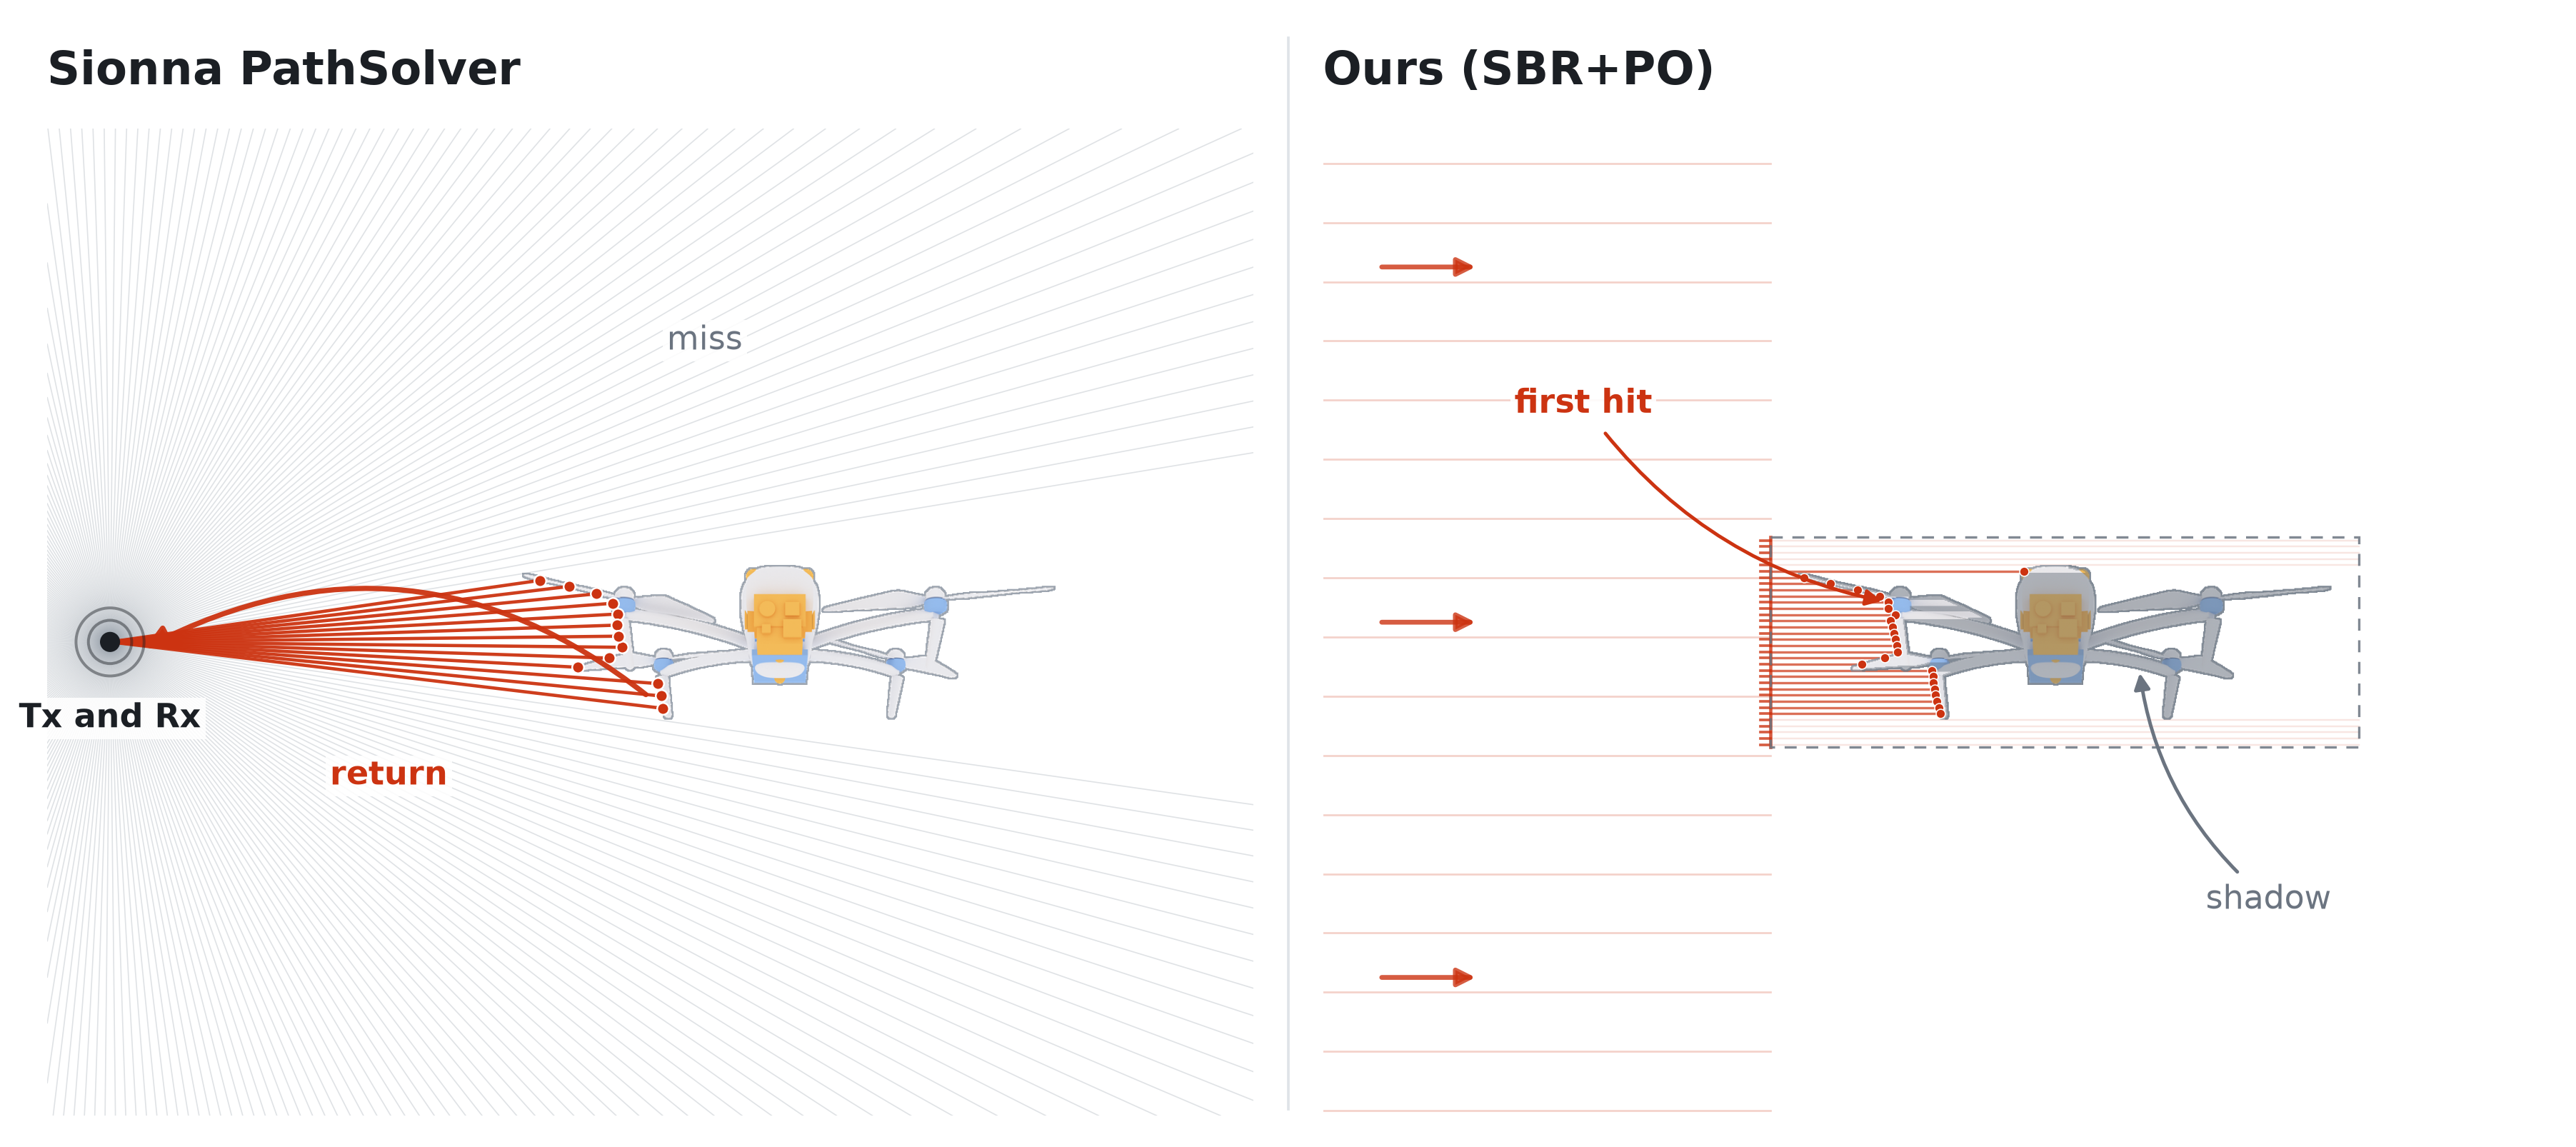 Sionna PathSolver
Ours (SBR+PO)
miss
first hit
Tx and Rx
return
shadow